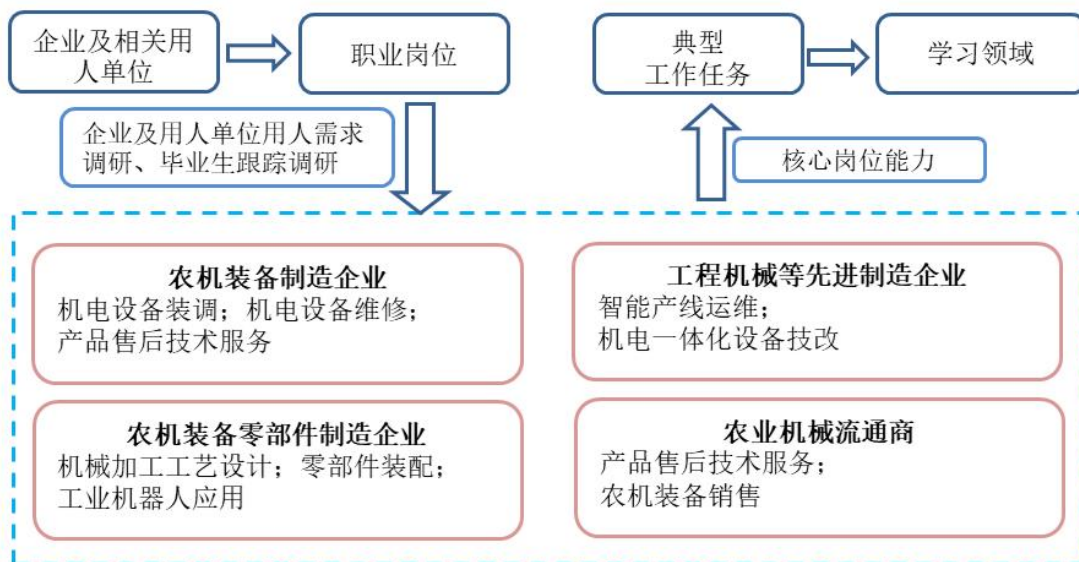 企业及相关用
人单位
职业岗位
典型
工作任务
学习领域
企业及用人单位用人需求
调研、毕业生跟踪调研
核心岗位能力
农机装备制造企业
机电设备装调；机电设备维修；
产品售后技术服务
工程机械等先进制造企业
智能产线运维；
机电一体化设备技改
农机装备零部件制造企业
机械加工工艺设计；零部件装配；
工业机器人应用
农业机械流通商
产品售后技术服务；
农机装备销售